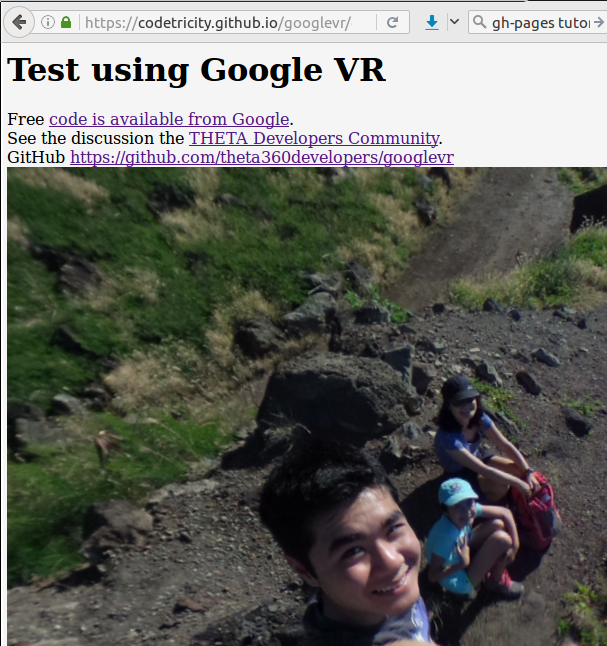 https://codetricity.github.io/googlevr/
gh-pages tutor
Test using Google VR
Free code is available from Google.
See the discussion the THETA Developers Community.
GitHub https://github.com/theta360developers/googlevr